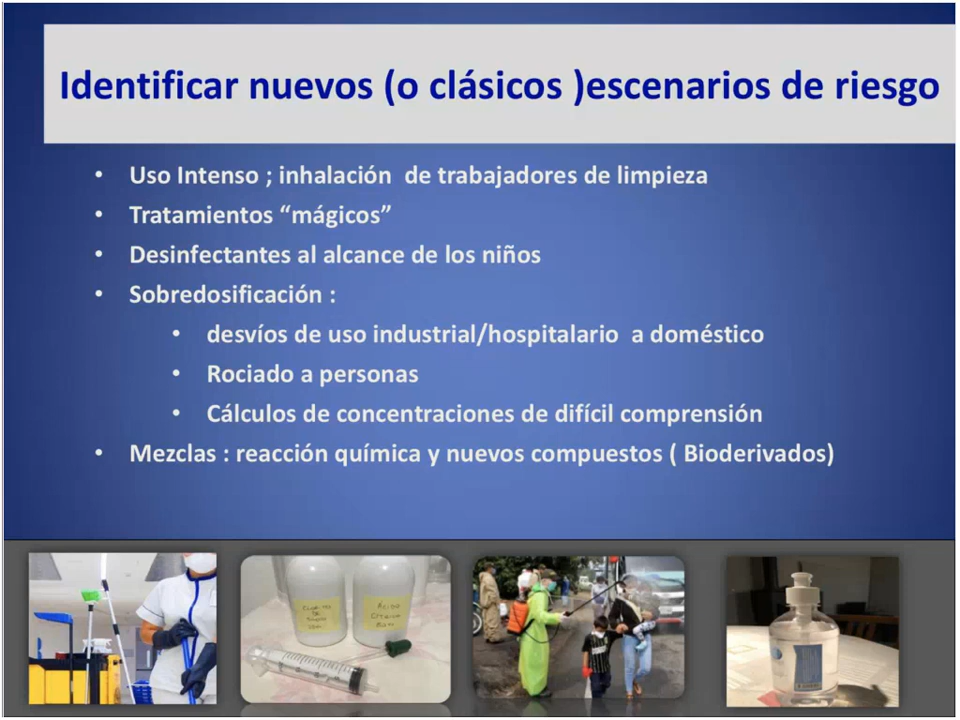 Identificar nuevos (o clásicos )escenarios de riesgo
• Uso Intenso ; inhalación de trabajadores de limpieza
• Tratamientos “mágicos”
• Desinfectantes al alcance de los niños
• Sobredosificación :
• desvíos de uso industrial/hospitalario a doméstico
• Rociado a personas
• Cálculos de concentraciones de difícil comprensión
• Mezclas : reacción química y nuevos compuestos ( Bioderivados)